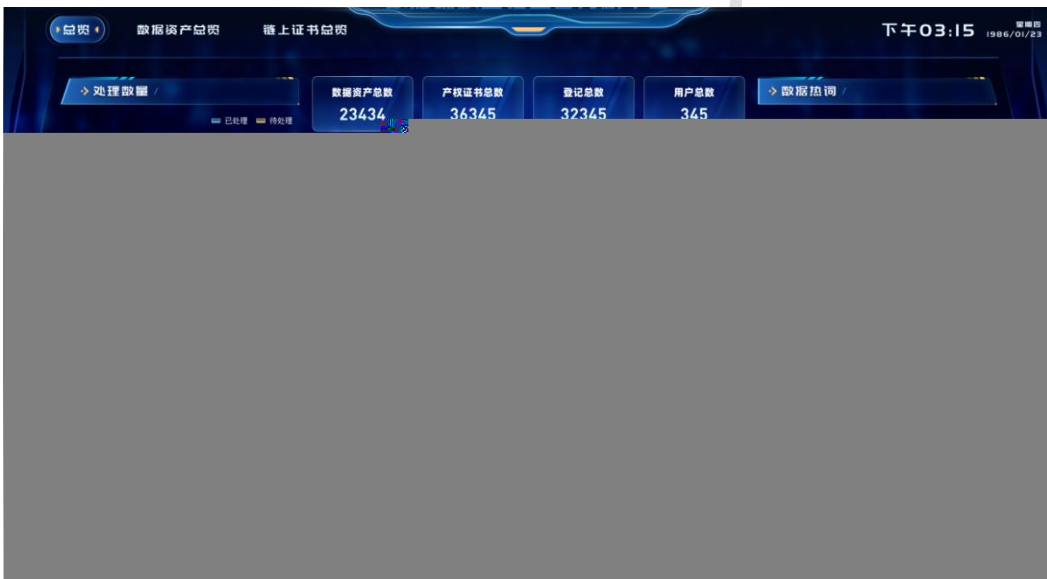 总览
数据资产总览
链上证书总览
下午03:15
星期四
1986/01/23
处理数量 /
已处理 待处理
数据资产总数
23434
产权证书总数
36345
登记总数
32345
用户总数
345
数据热词 /